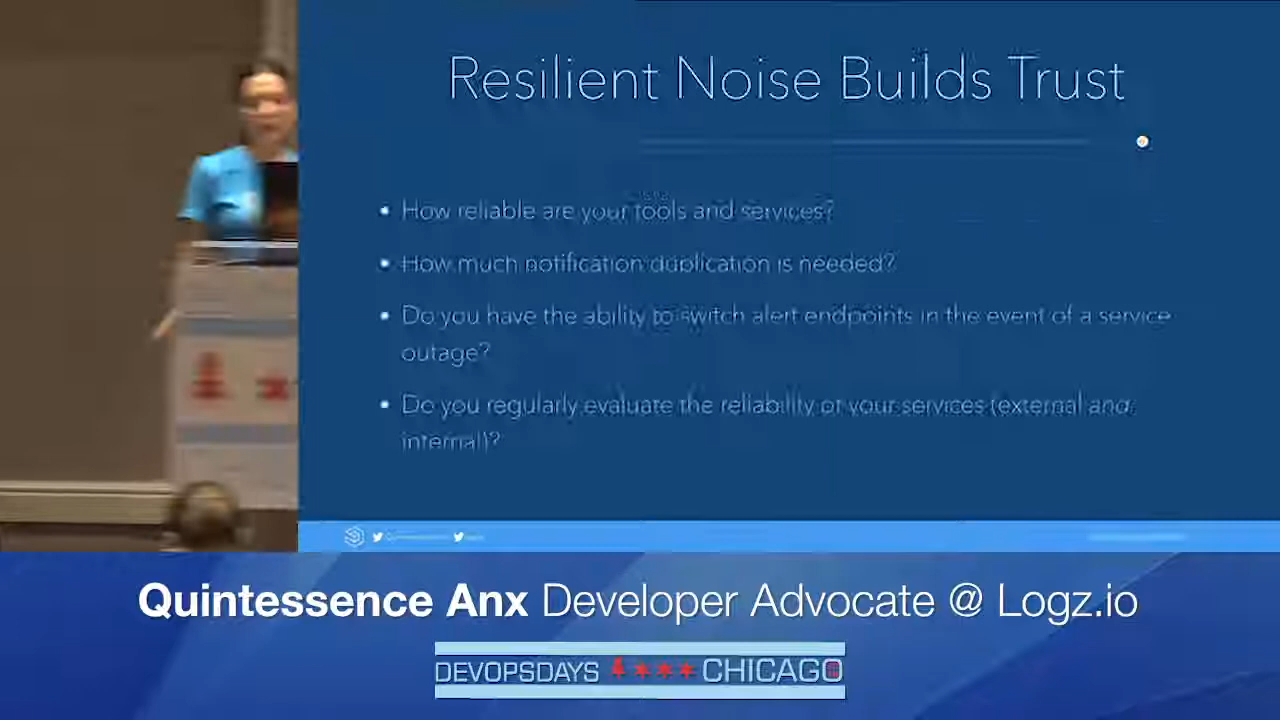 Resilient Noise Builds Trust
How reliable are your tools and services?
How much notification duplication is needed?
Do you have the ability to switch alert endpoints in the event of a service
outage?
Do you regularly evaluate the reliability of your services (external and
internal)?
Quintessence Anx Developer Advocate @ Logz.io
DEVOPSDAYS CHICAGO